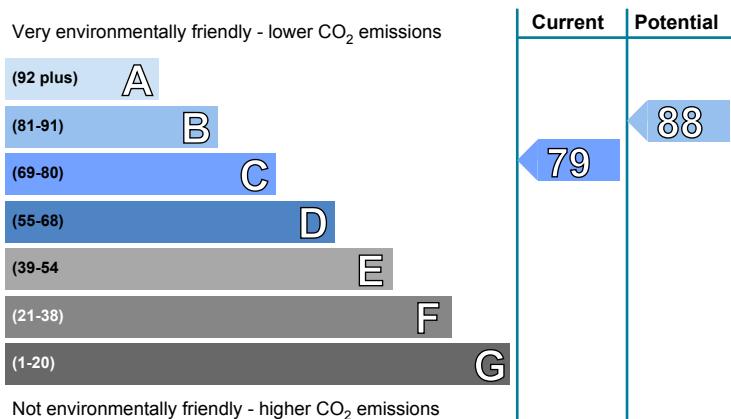 Very environmentally friendly - lower CO₂ emissions
Current
Potential
(92 plus) A
(81-91) B
(69-80) C
(55-68) D
(39-54 E
(21-38) F
(1-20) G
79
88
Not environmentally friendly - higher CO₂ emissions